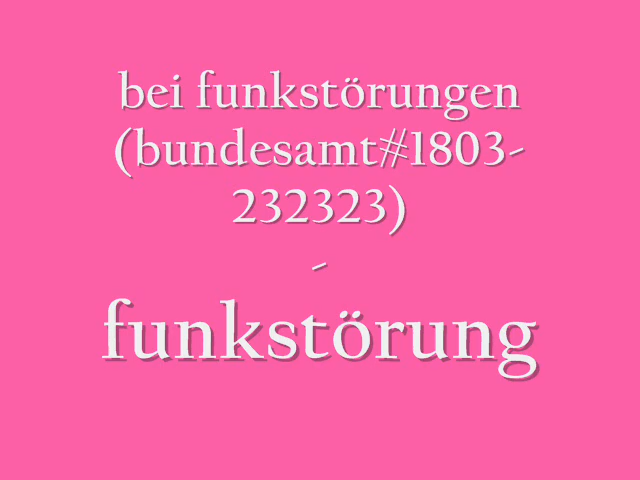 bei funkstörungen
(bundesamt#1803-
232323)
-
funkstörung